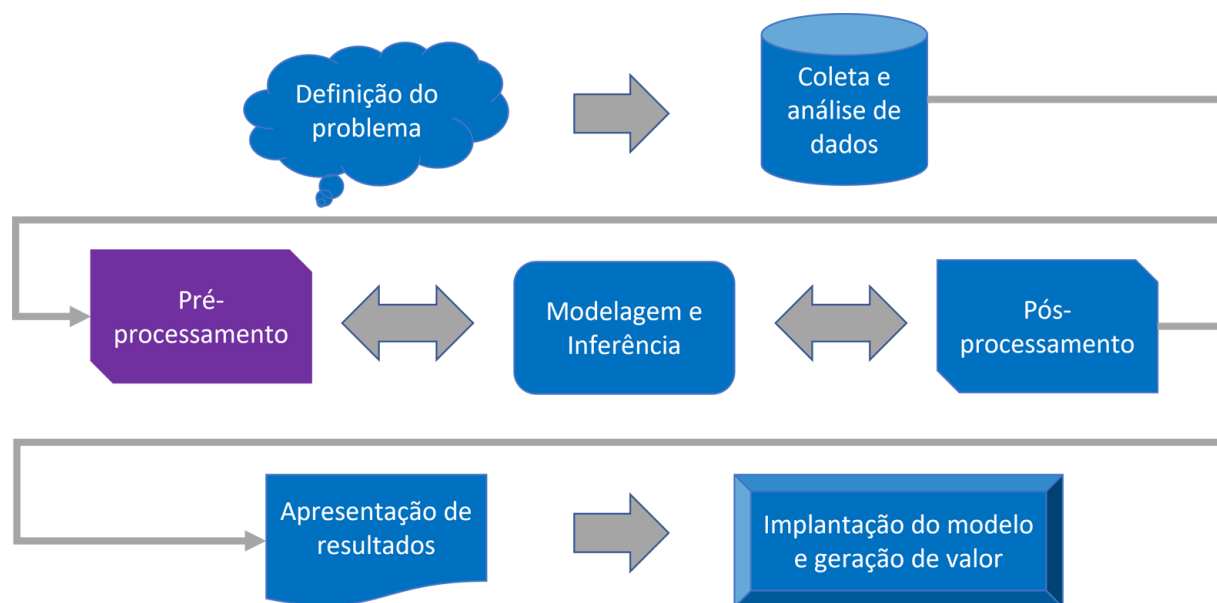 Definição do
problema
Coleta e
análise de
dados
Pré-
processamento
Modelagem e
Inferência
Pós-
processamento
Apresentação de
resultados
Implantação do modelo
e geração de valor